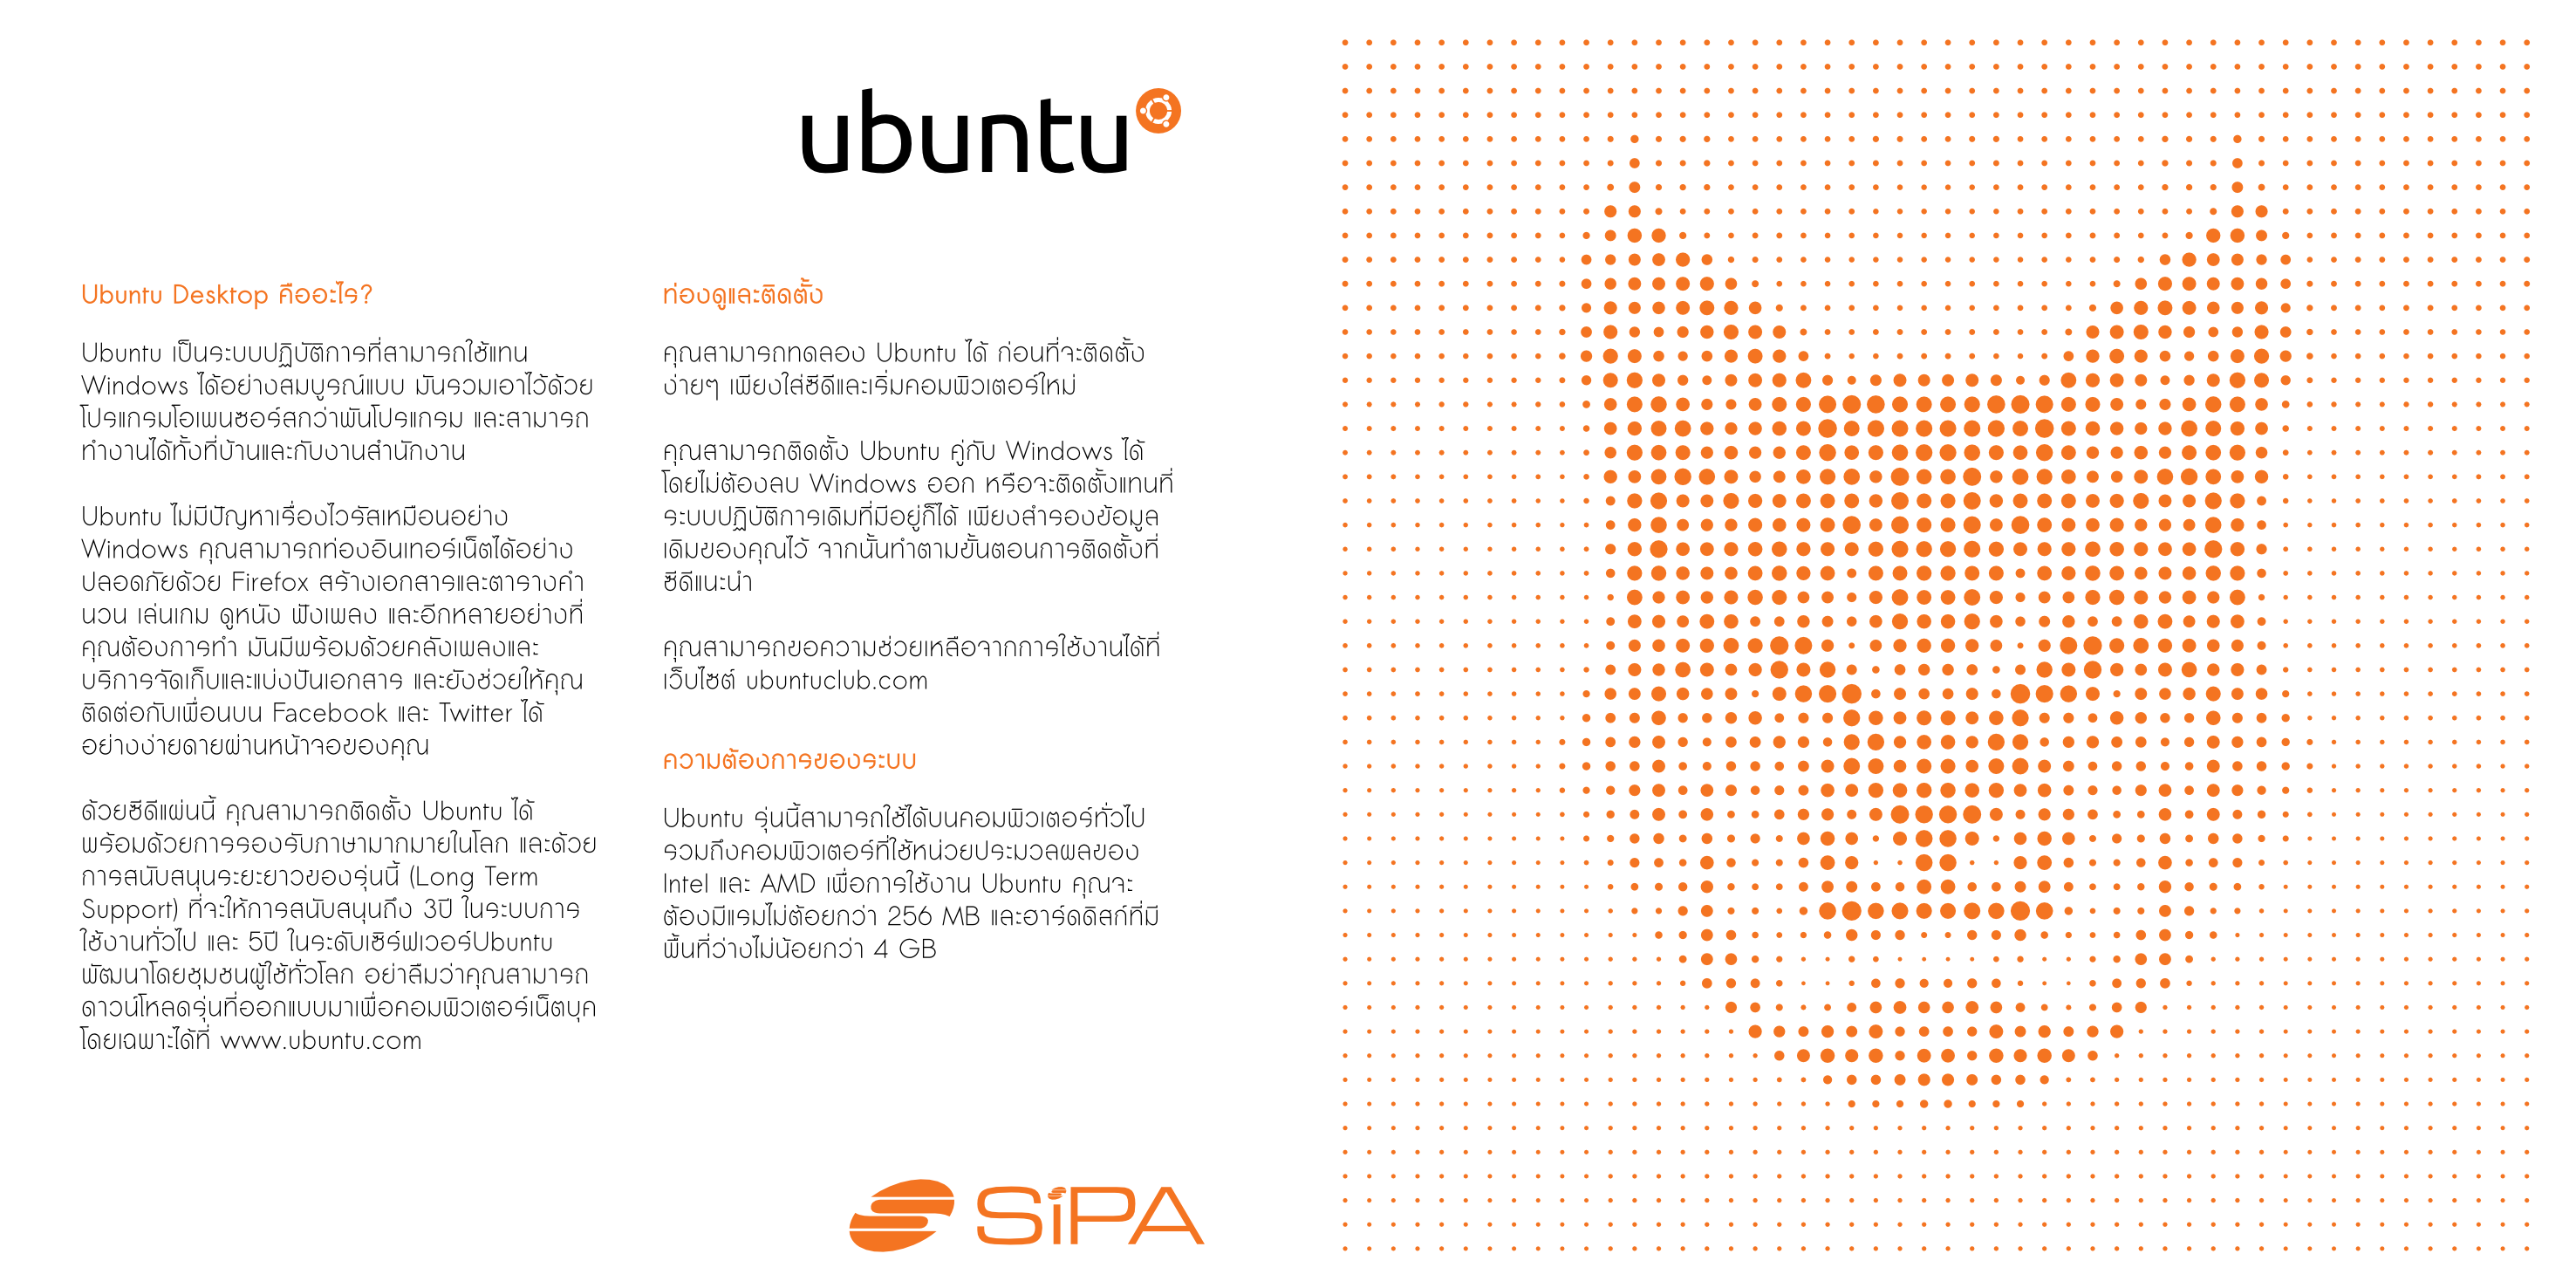 ubuntu
Ubuntu Desktop คืออะไร?
Ubuntu เป็นระบบปฏิบัติการที่สามารถใช้แทน
Windows ได้อย่างสมบูรณ์แบบ มันรวมเอาไว้ด้วย
โปรแกรมโอเพนซอร์สกว่าพันโปรแกรม และสามารถ
ทำงานได้ทั้งที่บ้านและกับงานสำนักงาน
Ubuntu ไม่มีปัญหาเรื่องไวรัสเหมือนอย่าง
Windows คุณสามารถท่องอินเทอร์เน็ตได้อย่าง
ปลอดภัยด้วย Firefox สร้างเอกสารและตารางคำ
นวน เล่นเกม ดูหนัง ฟังเพลง และอีกหลายอย่างที่
คุณต้องการทำ มันมีพร้อมด้วยคลังเพลงและ
บริการจัดเก็บและแบ่งปันเอกสาร และยังช่วยให้คุณ
ติดต่อกับเพื่อนบน Facebook และ Twitter ได้
อย่างง่ายดายผ่านหน้าจอของคุณ
ด้วยซีดีแผ่นนี้ คุณสามารถติดตั้ง Ubuntu ได้
พร้อมด้วยการรองรับภาษามากมายในโลก และด้วย
การสนับสนุนระยะยาวของรุ่นนี้ (Long Term
Support) ที่จะให้การสนับสนุนถึง 3ปี ในระบบการ
ใช้งานทั่วไป และ 5ปี ในระดับเซิร์ฟเวอร์Ubuntu
พัฒนาโดยชุมชนผู้ใช้ทั่วโลก อย่าลืมว่าคุณสามารถ
ดาวน์โหลดรุ่นที่ออกแบบมาเพื่อคอมพิวเตอร์เน็ตบุค
โดยเฉพาะได้ที่ www.ubuntu.com
ท่องดูและติดตั้ง
คุณสามารถทดลอง Ubuntu ได้ ก่อนที่จะติดตั้ง
ง่ายๆ เพียงใส่ซีดีและเริ่มคอมพิวเตอร์ใหม่
คุณสามารถติดตั้ง Ubuntu คู่กับ Windows ได้
โดยไม่ต้องลบ Windows ออก หรือจะติดตั้งแทนที่
ระบบปฏิบัติการเดิมที่มีอยู่ก็ได้ เพียงสำรองข้อมูล
เดิมของคุณไว้ จากนั้นทำตามขั้นตอนการติดตั้งที่
ซีดีแนะนำ
คุณสามารถขอความช่วยเหลือจากการใช้งานได้ที่
เว็บไซต์ ubuntuclub.com
ความต้องการของระบบ
Ubuntu รุ่นนี้สามารถใช้ได้บนคอมพิวเตอร์ทั่วไป
รวมถึงคอมพิวเตอร์ที่ใช้หน่วยประมวลผลของ
Intel และ AMD เพื่อการใช้งาน Ubuntu คุณจะ
ต้องมีแรมไม่ต้อยกว่า 256 MB และฮาร์ดดิสก์ที่มี
พื้นที่ว่างไม่น้อยกว่า 4 GB
SiPA